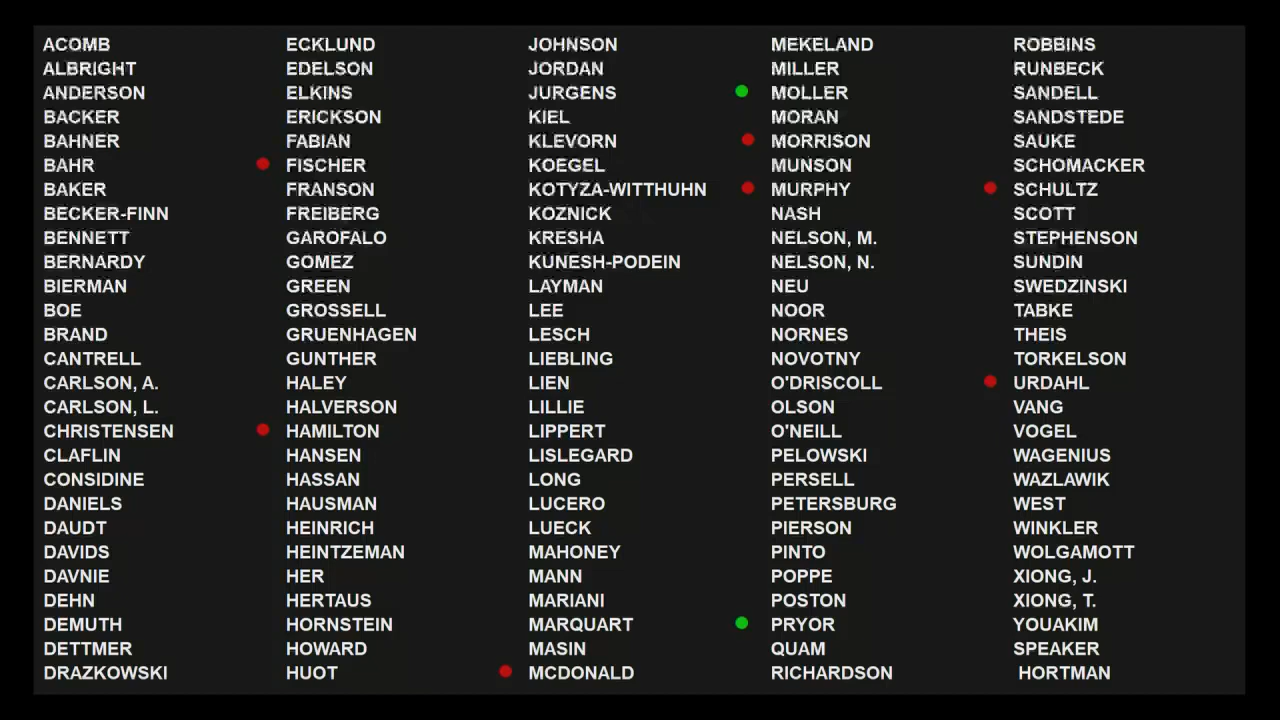 ACOMB
ALBRIGHT
ANDERSON
BACKER
BAHNER
BAHR
BAKER
BECKER-FINN
BENNETT
BERNARDY
BIERMAN
BOE
BRAND
CANTRELL
CARLSON, A.
CARLSON, L.
CHRISTENSEN
CLAFLIN
CONSIDINE
DANIELS
DAUDT
DAVIDS
DAVNIE
DEHN
DEMUTH
DETTMER
DRAZKOWSKI
ECKLUND
EDELSON
ELKINS
ERICKSON
FABIAN
FISCHER
FRANSON
FREIBERG
GAROFALO
GOMEZ
GREEN
GROSSELL
GRUENHAGEN
GUNTHER
HALEY
HALVERSON
HAMILTON
HANSEN
HASSAN
HAUSMAN
HEINRICH
HEINTZEMAN
HER
HERTAUS
HORNSTEIN
HOWARD
HUOT
JOHNSON
JORDAN
JURGENS
KIEL
KLEVORN
KOEGEL
KOTYZA-WITTHUHN
KOZNICK
KRESHA
KUNESH-PODEIN
LAYMAN
LEE
LESCH
LIEBLING
LIEN
LILLIE
LIPPERT
LISLEGARD
LONG
LUCERO
LUECK
MAHONEY
MANN
MARIANI
MARQUART
MASIN
MCDONALD
MEKELAND
MILLER
MOLLER
MORAN
MORRISON
MUNSON
MURPHY
NASH
NELSON, M.
NELSON, N.
NEU
NOOR
NORNES
NOVOTNY
O'DRISCOLL
OLSON
O'NEILL
PELOWSKI
PERSELL
PETERSBURG
PIERSON
PINTO
POPPE
POSTON
PRYOR
QUAM
RICHARDSON
ROBBINS
RUNBECK
SANDELL
SANDSTEDE
SAUKE
SCHOMACKER
SCHULTZ
SCOTT
STEPHENSON
SUNDIN
SWEDZINSKI
TABKE
THEIS
TORKELSON
URDAHL
VANG
VOGEL
WAGENIUS
WAZLAWIK
WEST
WINKLER
WOLGAMOTT
XIONG, J.
XIONG, T.
YOUAKIM
SPEAKER
HORTMAN